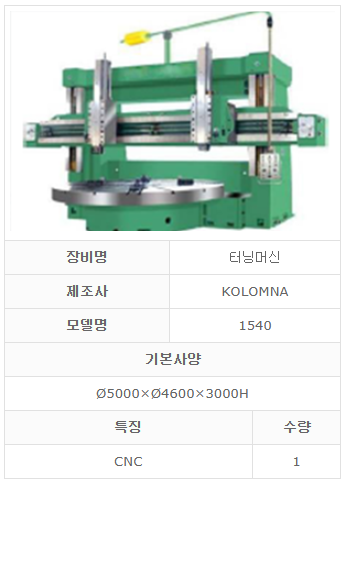 장비명 터닝머신
제조사 KOLOMNA
모델명 1540
기본사양
Ø5000×Ø4600×3000H
특징 수량
CNC 1